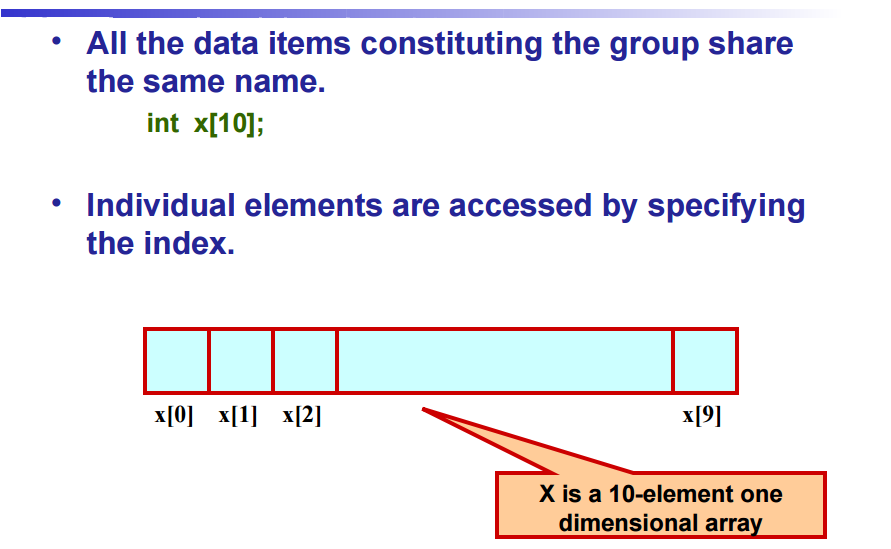 • All the data items constituting the group share
the same name.
int x[10];
• Individual elements are accessed by specifying
the index.
x[0] x[1] x[2] x[9]
X is a 10-element one
dimensional array